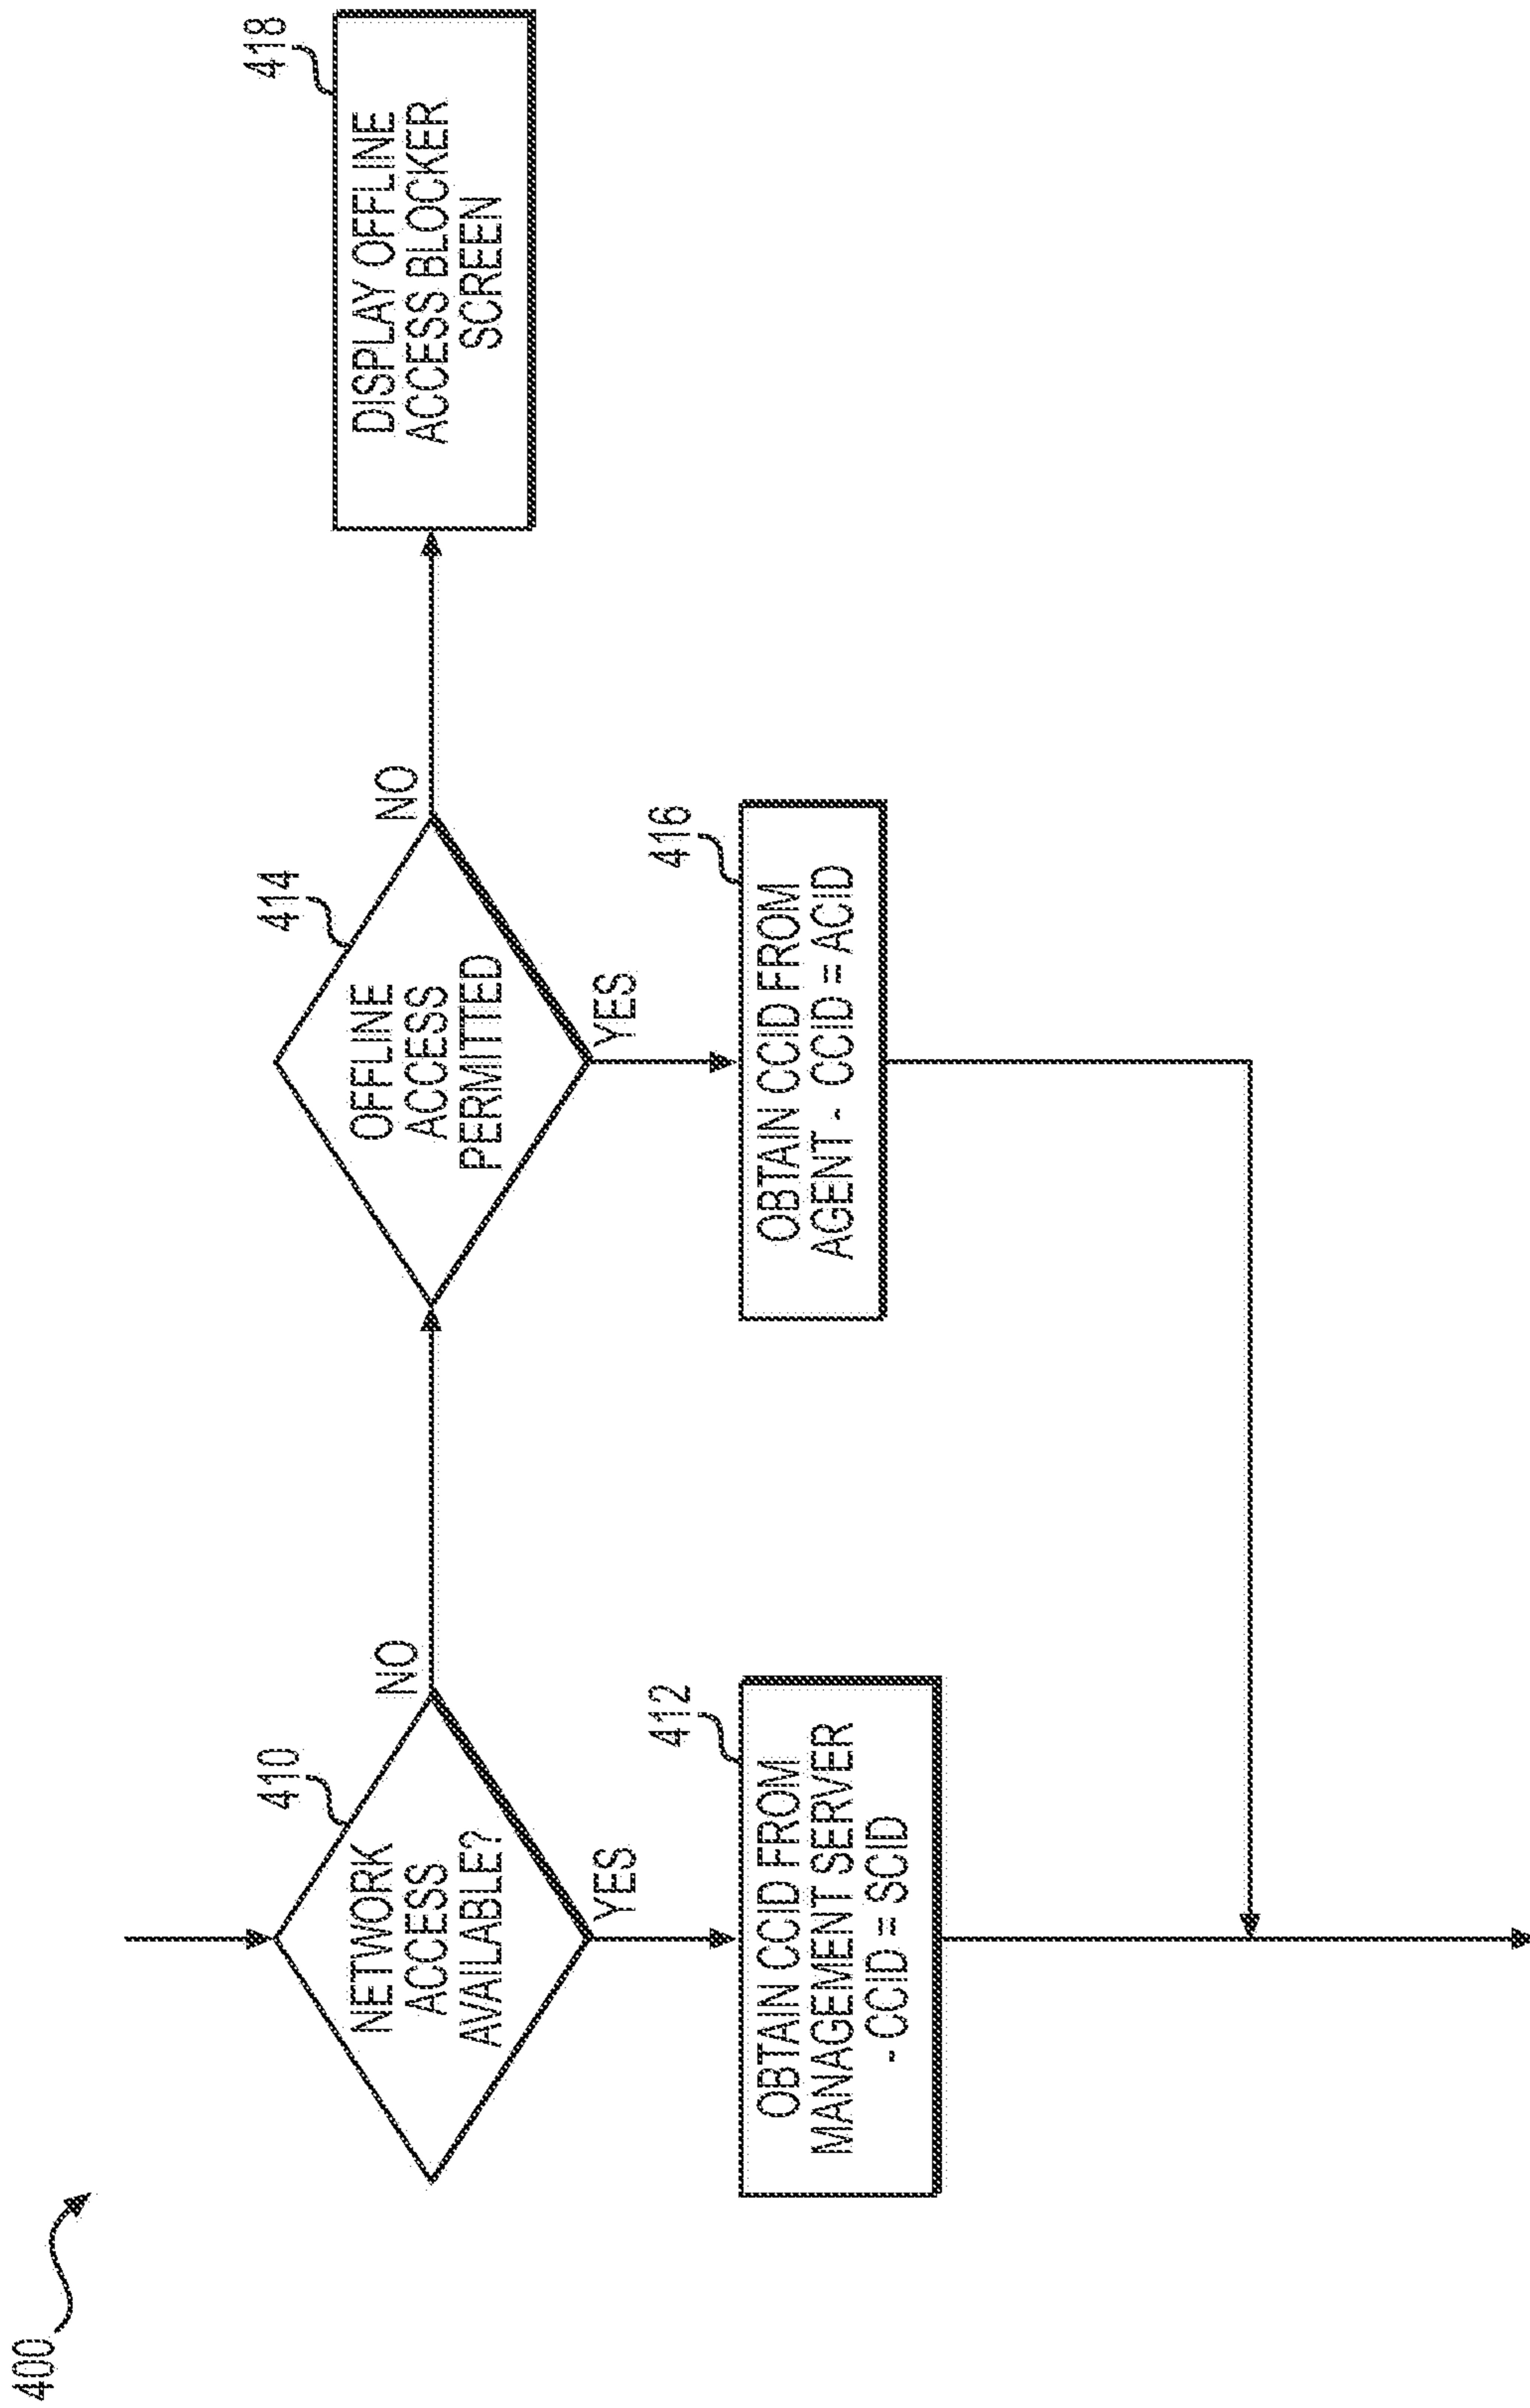 400
410
NETWORK
ACCESS
AVAILABLE?
NO
YES
412
OBTAIN CCID FROM
MANAGEMENT SERVER
- CCID = SCID
414
OFFLINE
ACCESS
PERMITTED
NO
YES
416
OBTAIN CCID FROM
AGENT - CCID = ACID
418
DISPLAY OFFLINE
ACCESS BLOCKER
SCREEN